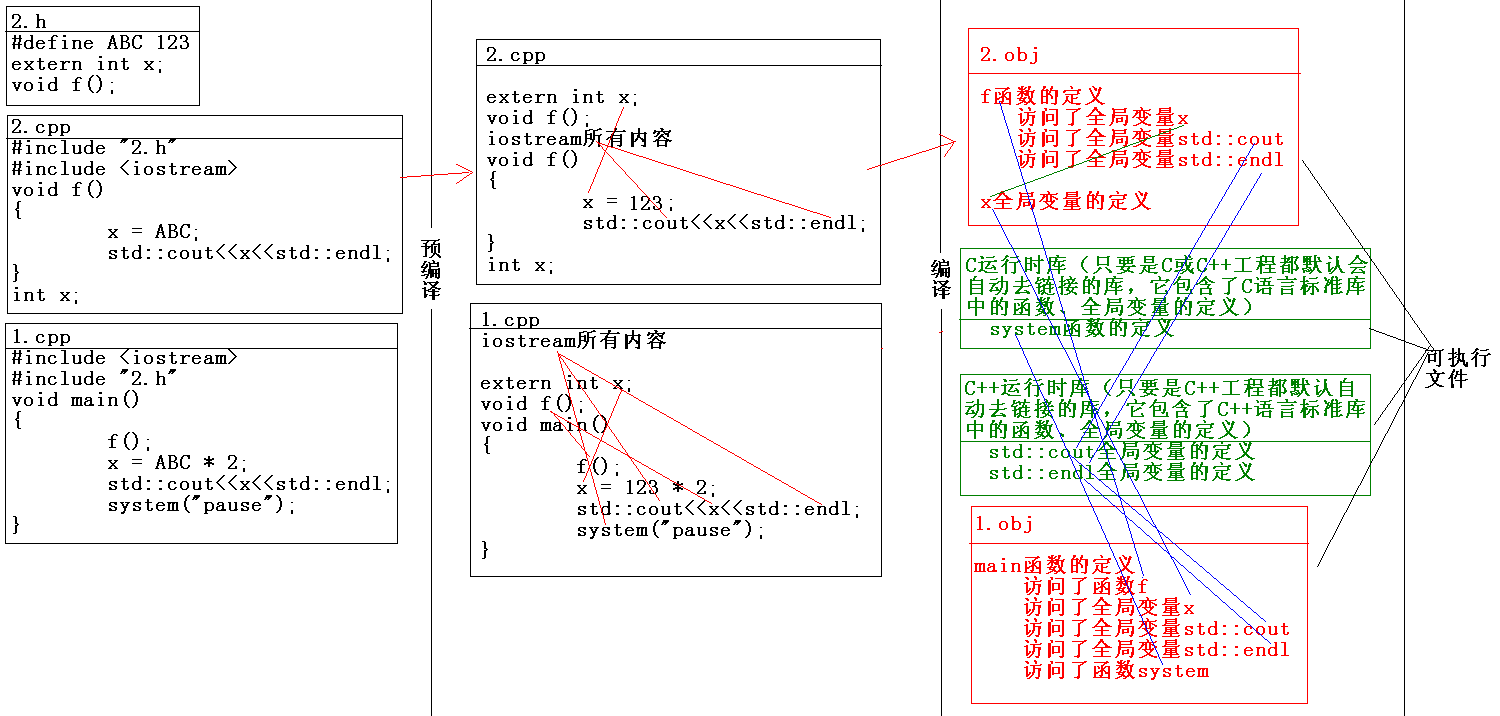 2.h
#define ABC 123
extern int x;
void f();
2.cpp
#include "2.h"
#include <iostream>
void f()
{
x = ABC;
std::cout<<x<<std::endl;
}
int x;
1.cpp
#include <iostream>
#include "2.h"
void main()
{
f();
x = ABC * 2;
std::cout<<x<<std::endl;
system("pause");
}
预编译
2.cpp
extern int x;
void f();
iostream所有内容
void f()
{
x = 123;
std::cout<<x<<std::endl;
}
int x;
1.cpp
iostream所有内容
extern int x;
void f();
void main()
{
f();
x = 123 * 2;
std::cout<<x<<std::endl;
system("pause");
}
编译
2.obj
f函数的定义
访问了全局变量x
访问了全局变量std::cout
访问了全局变量std::endl
x全局变量的定义
C运行时库（只要是C或C++工程都默认会
自动去链接的库，它包含了C语言标准库
中的函数、全局变量的定义）
system函数的定义
C++运行时库（只要是C++工程都默认自
动去链接的库，它包含了C++语言标准库
中的函数、全局变量的定义）
std::cout全局变量的定义
std::endl全局变量的定义
1.obj
main函数的定义
访问了函数f
访问了全局变量x
访问了全局变量std::cout
访问了全局变量std::endl
访问了函数system
可执行
文件